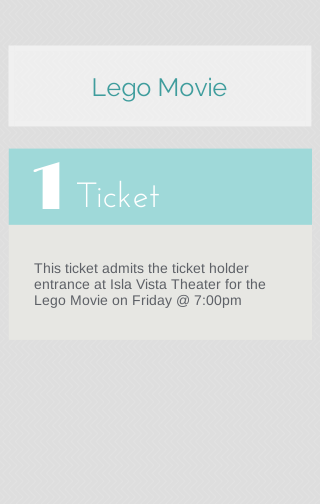 Lego Movie
1 Ticket
This ticket admits the ticket holder
entrance at Isla Vista Theater for the
Lego Movie on Friday @ 7:00pm